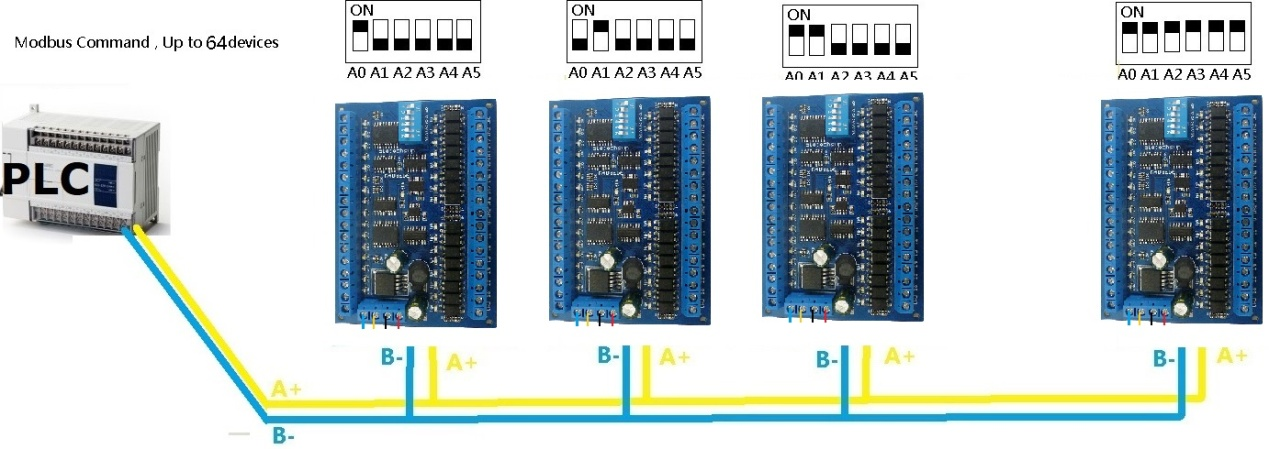 ON
ON
ON
ON
Modbus Command , Up to 64devices
A0 A1 A2 A3 A4 A5
A0 A1 A2 A3 A4 A5
A0 A1 A2 A3 A4 A5
A0 A1 A2 A3 A4 A5
PLC
B-
A+
B-
A+
B-
A+
B-
A+
A+
B-